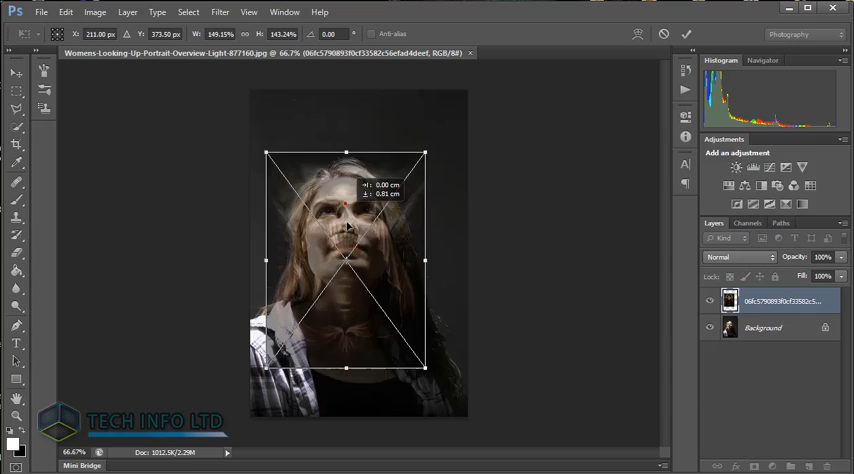 Ps File Edit Image Layer Type Select Filter 3D View Window Help
X: 211.00 px Y: 373.50 px W: 149.15% H: 143.24% 0.00 ° Anti-alias Photography
Womens-Looking-Up-Portrait-Overview-Light-877160.jpg @ 66.7% (06fc5790893f0cf33582c56efad4deef, RGB/8#) ×
Histogram Navigator
Adjustments
Add an adjustment
: 0.00 cm
: 0.81 cm
Layers Channels Paths
Kind
Normal Opacity: 100%
Lock: Fill: 100%
06fc5790893f0cf33582c5...
Background
TECH INFO LTD
66.67% Doc: 1012.5K/2.29M
Mini Bridge